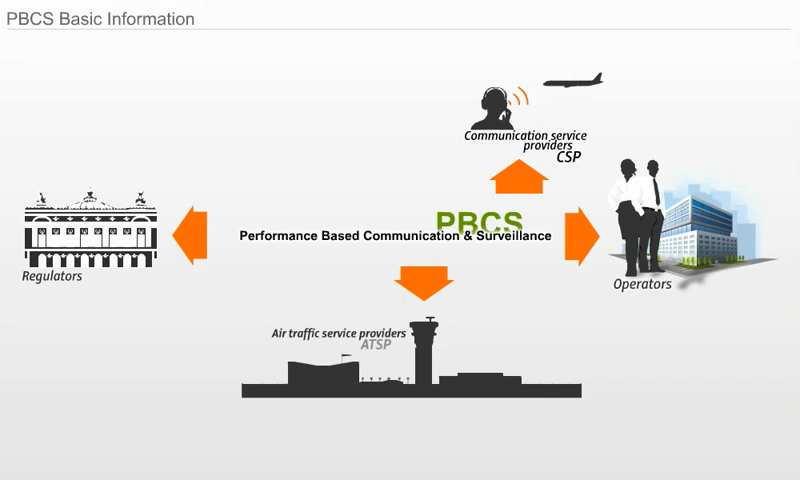 PBCS Basic Information
Communication service
providers
CSP
PBCS
Performance Based Communication & Surveillance
Regulators
Operators
Air traffic service providers
ATSP